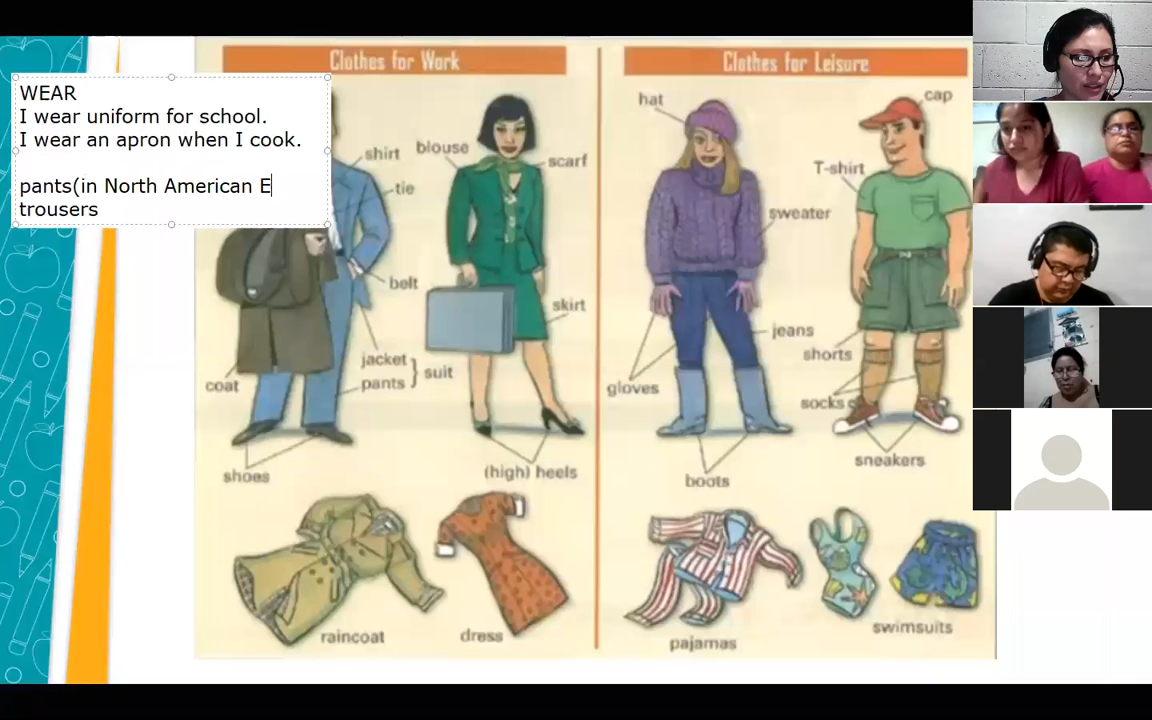 WEAR
I wear uniform for school.
I wear an apron when I cook.
pants(in North American E
trousers
Clothes for Work
shirt
blouse
scarf
tie
belt
skirt
jacket
pants
suit
coat
shoes
(high) heels
raincoat
dress
Clothes for Leisure
hat
cap
T-shirt
sweater
jeans
shorts
gloves
socks
sneakers
boots
pajamas
swimsuits